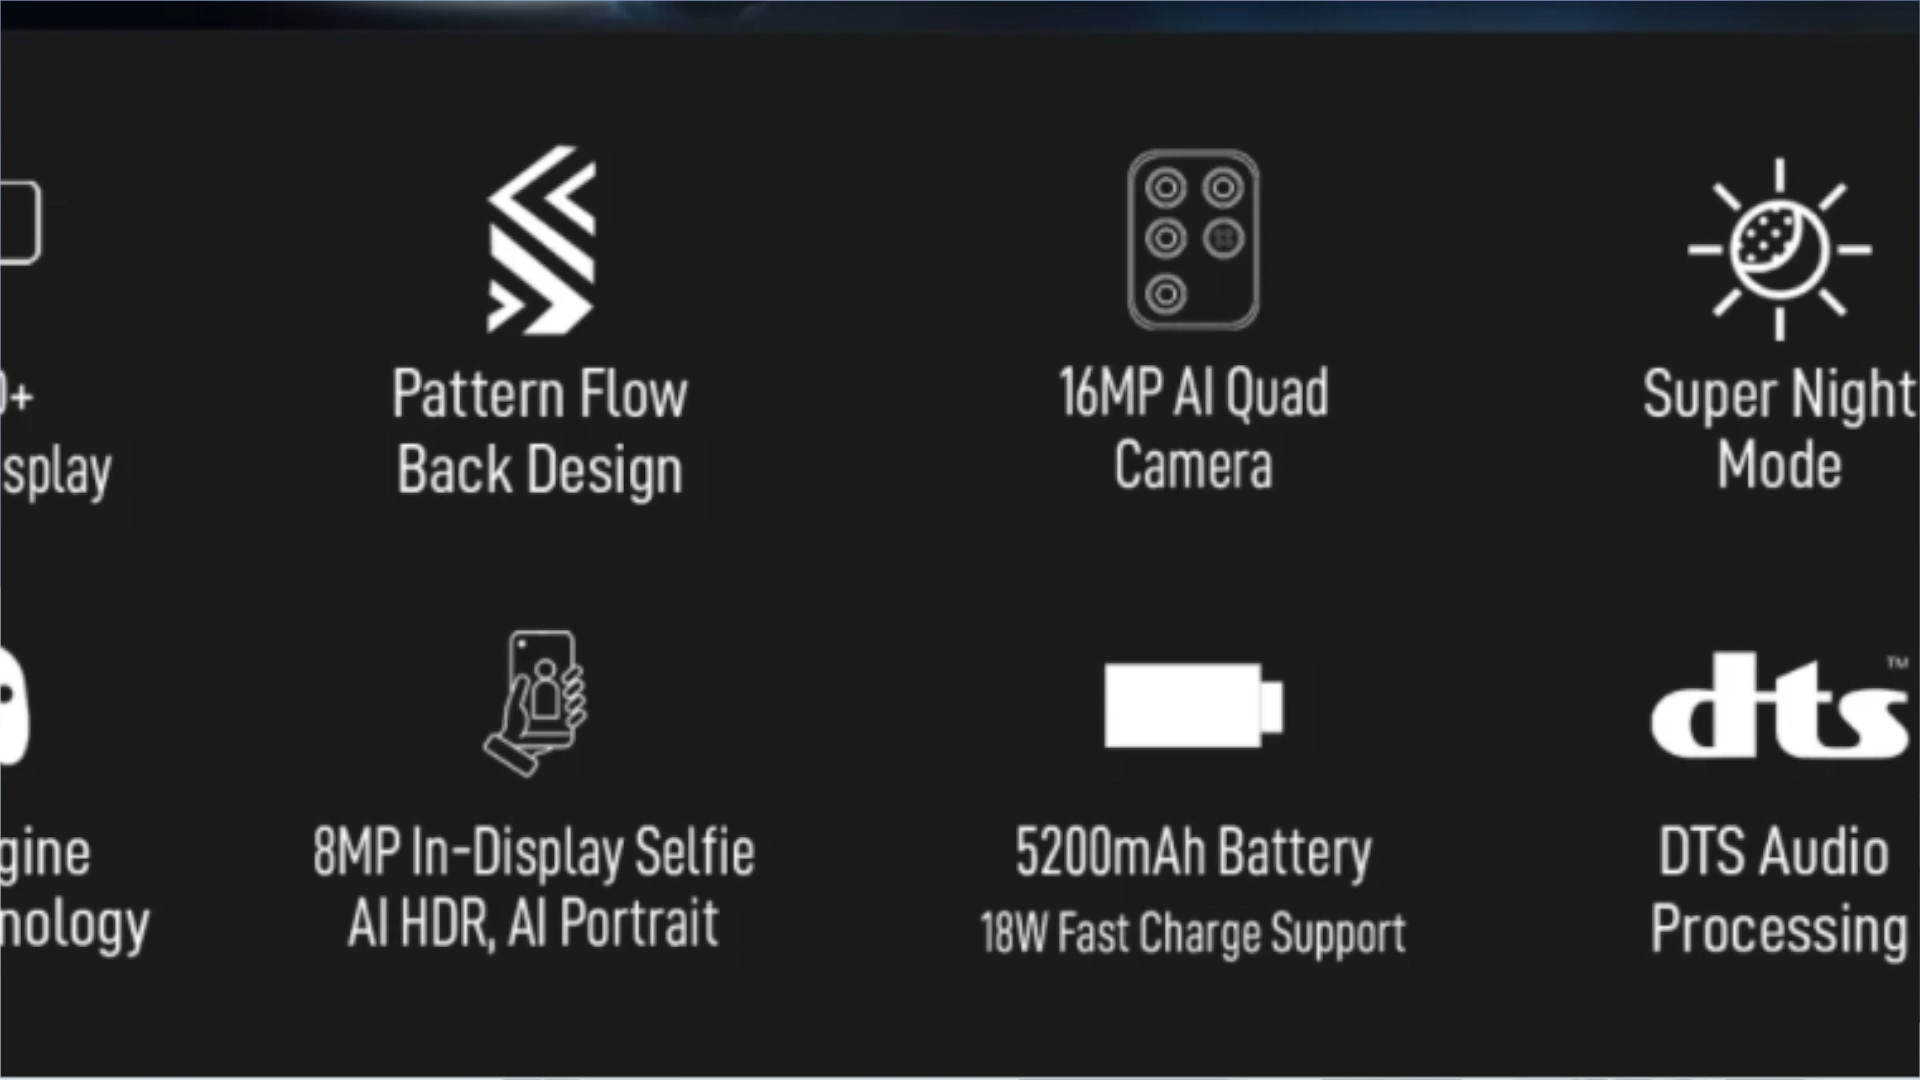 Pattern Flow
Back Design
16MP AI Quad
Camera
Super Night
Mode
8MP In-Display Selfie
AI HDR, AI Portrait
5200mAh Battery
18W Fast Charge Support
dts™
DTS Audio
Processing